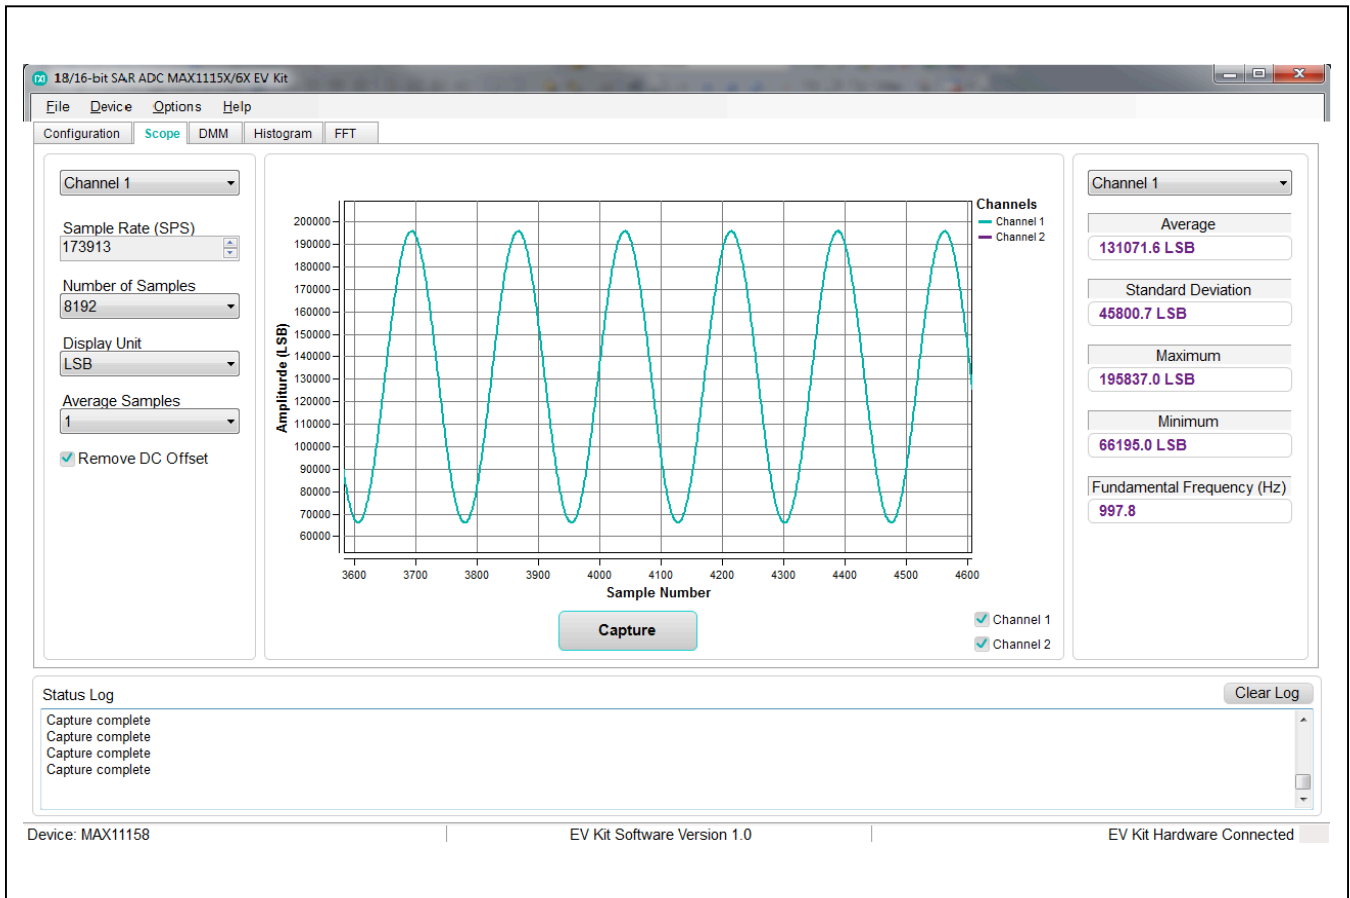 18/16-bit SAR ADC MAX1115X/6X EV Kit
File Device Options Help
Configuration Scope DMM Histogram FFT
Channel 1
Sample Rate (SPS)
173913
Number of Samples
8192
Display Unit
LSB
Average Samples
1
Remove DC Offset
Ampliturde (LSB)
200000
190000
180000
170000
160000
150000
140000
130000
120000
110000
100000
90000
80000
70000
60000
3600 3700 3800 3900 4000 4100 4200 4300 4400 4500 4600
Sample Number
Channels
Channel 1
Channel 2
Capture
Channel 1
Channel 2
Channel 1
Average
131071.6 LSB
Standard Deviation
45800.7 LSB
Maximum
195837.0 LSB
Minimum
66195.0 LSB
Fundamental Frequency (Hz)
997.8
Status Log
Clear Log
Capture complete
Capture complete
Capture complete
Capture complete
Device: MAX11158
EV Kit Software Version 1.0
EV Kit Hardware Connected